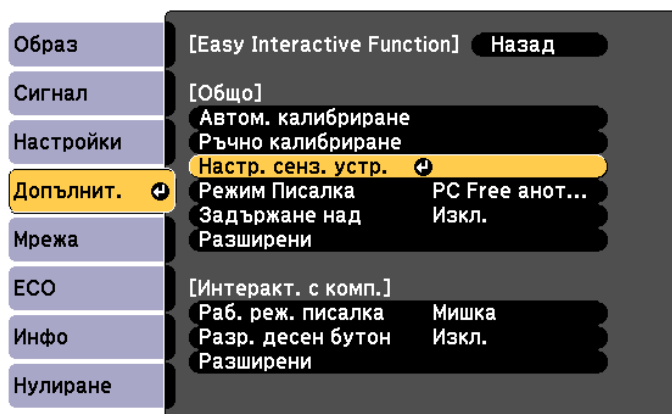 Образ
Сигнал
Настройки
Допълнит.
Мрежа
ECO
Инфо
Нулиране
[Easy Interactive Function] Назад
[Общо]
Автом. калибриране
Ръчно калибриране
Настр. сенз. устр.
Режим Писалка PC Free анот...
Задържане над Изкл.
Разширени
[Интеракт. с комп.]
Раб. реж. писалка Мишка
Разр. десен бутон Изкл.
Разширени